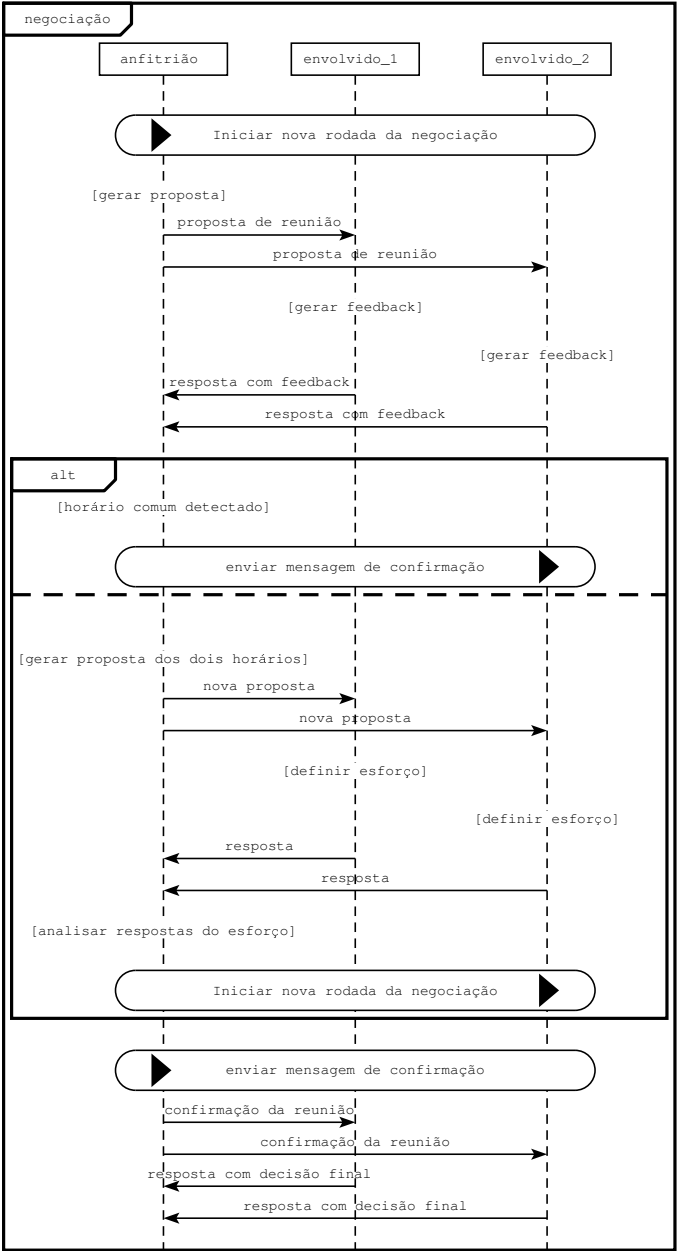 negociação
anfitrião envolvido_1 envolvido_2
Iniciar nova rodada da negociação
[gerar proposta]
proposta de reunião
proposta de reunião
[gerar feedback]
[gerar feedback]
resposta com feedback
resposta com feedback
alt
[horário comum detectado]
enviar mensagem de confirmação
[gerar proposta dos dois horários]
nova proposta
nova proposta
[definir esforço]
[definir esforço]
resposta
resposta
[analisar respostas do esforço]
Iniciar nova rodada da negociação
enviar mensagem de confirmação
confirmação da reunião
confirmação da reunião
resposta com decisão final
resposta com decisão final